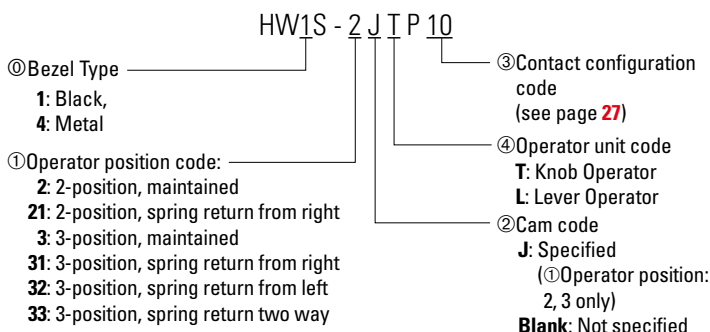 HW1S - 2 J T P 10
⓪Bezel Type
1: Black,
4: Metal
①Operator position code:
2: 2-position, maintained
21: 2-position, spring return from right
3: 3-position, maintained
31: 3-position, spring return from right
32: 3-position, spring return from left
33: 3-position, spring return two way
③Contact configuration
code
(see page 27)
④Operator unit code
T: Knob Operator
L: Lever Operator
②Cam code
J: Specified
(①Operator position:
2, 3 only)
Blank: Not specified